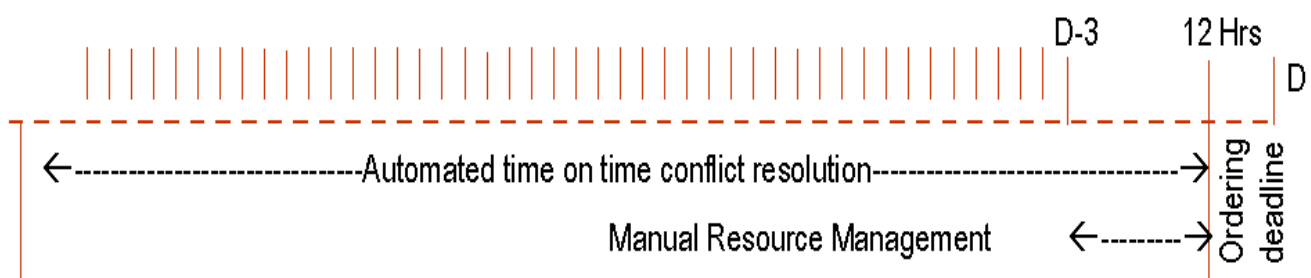 D-3
12 Hrs
D
Automated time on time conflict resolution
Manual Resource Management
Ordering
deadline